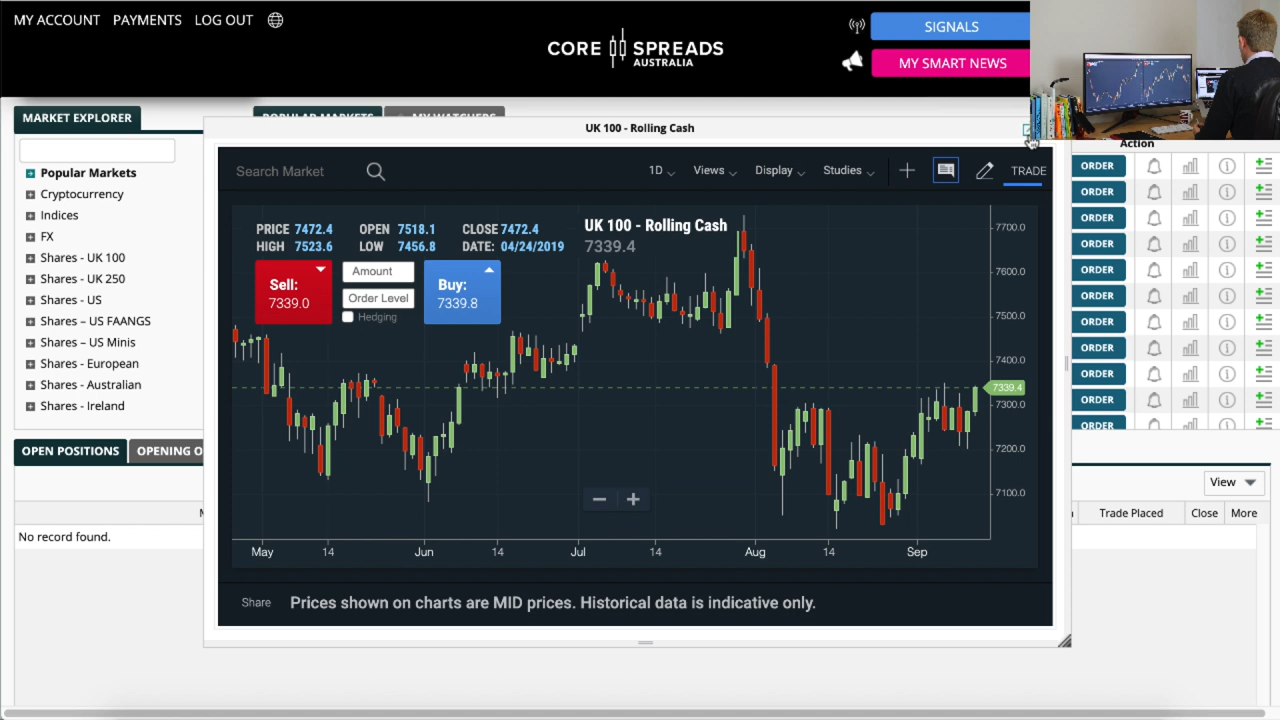 MY ACCOUNT PAYMENTS LOG OUT
CORE SPREADS
AUSTRALIA
SIGNALS
MY SMART NEWS
MARKET EXPLORER
POPULAR MARKETS MY WATCHERS
UK 100 - Rolling Cash
Action
Popular Markets
Cryptocurrency
Indices
FX
Shares - UK 100
Shares - UK 250
Shares - US
Shares – US FAANGS
Shares – US Minis
Shares - European
Shares - Australian
Shares - Ireland
Search Market
1D Views Display Studies TRADE
PRICE 7472.4 OPEN 7518.1 CLOSE 7472.4
HIGH 7523.6 LOW 7456.8 DATE: 04/24/2019
UK 100 - Rolling Cash
7339.4
Sell:
7339.0
Amount
Order Level
Hedging
Buy:
7339.8
7700.0
7600.0
7500.0
7400.0
7339.4
7300.0
7200.0
7100.0
May 14 Jun 14 Jul 14 Aug 14 Sep
Share Prices shown on charts are MID prices. Historical data is indicative only.
ORDER
ORDER
ORDER
ORDER
ORDER
ORDER
ORDER
ORDER
ORDER
ORDER
ORDER
OPEN POSITIONS OPENING O
View
Trade Placed Close More
No record found.